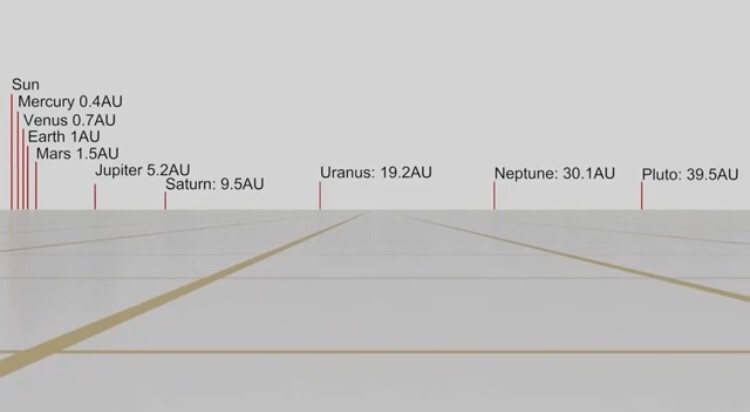 Sun
Mercury 0.4AU
Venus 0.7AU
Earth 1AU
Mars 1.5AU
Jupiter 5.2AU
Saturn: 9.5AU
Uranus: 19.2AU
Neptune: 30.1AU
Pluto: 39.5AU